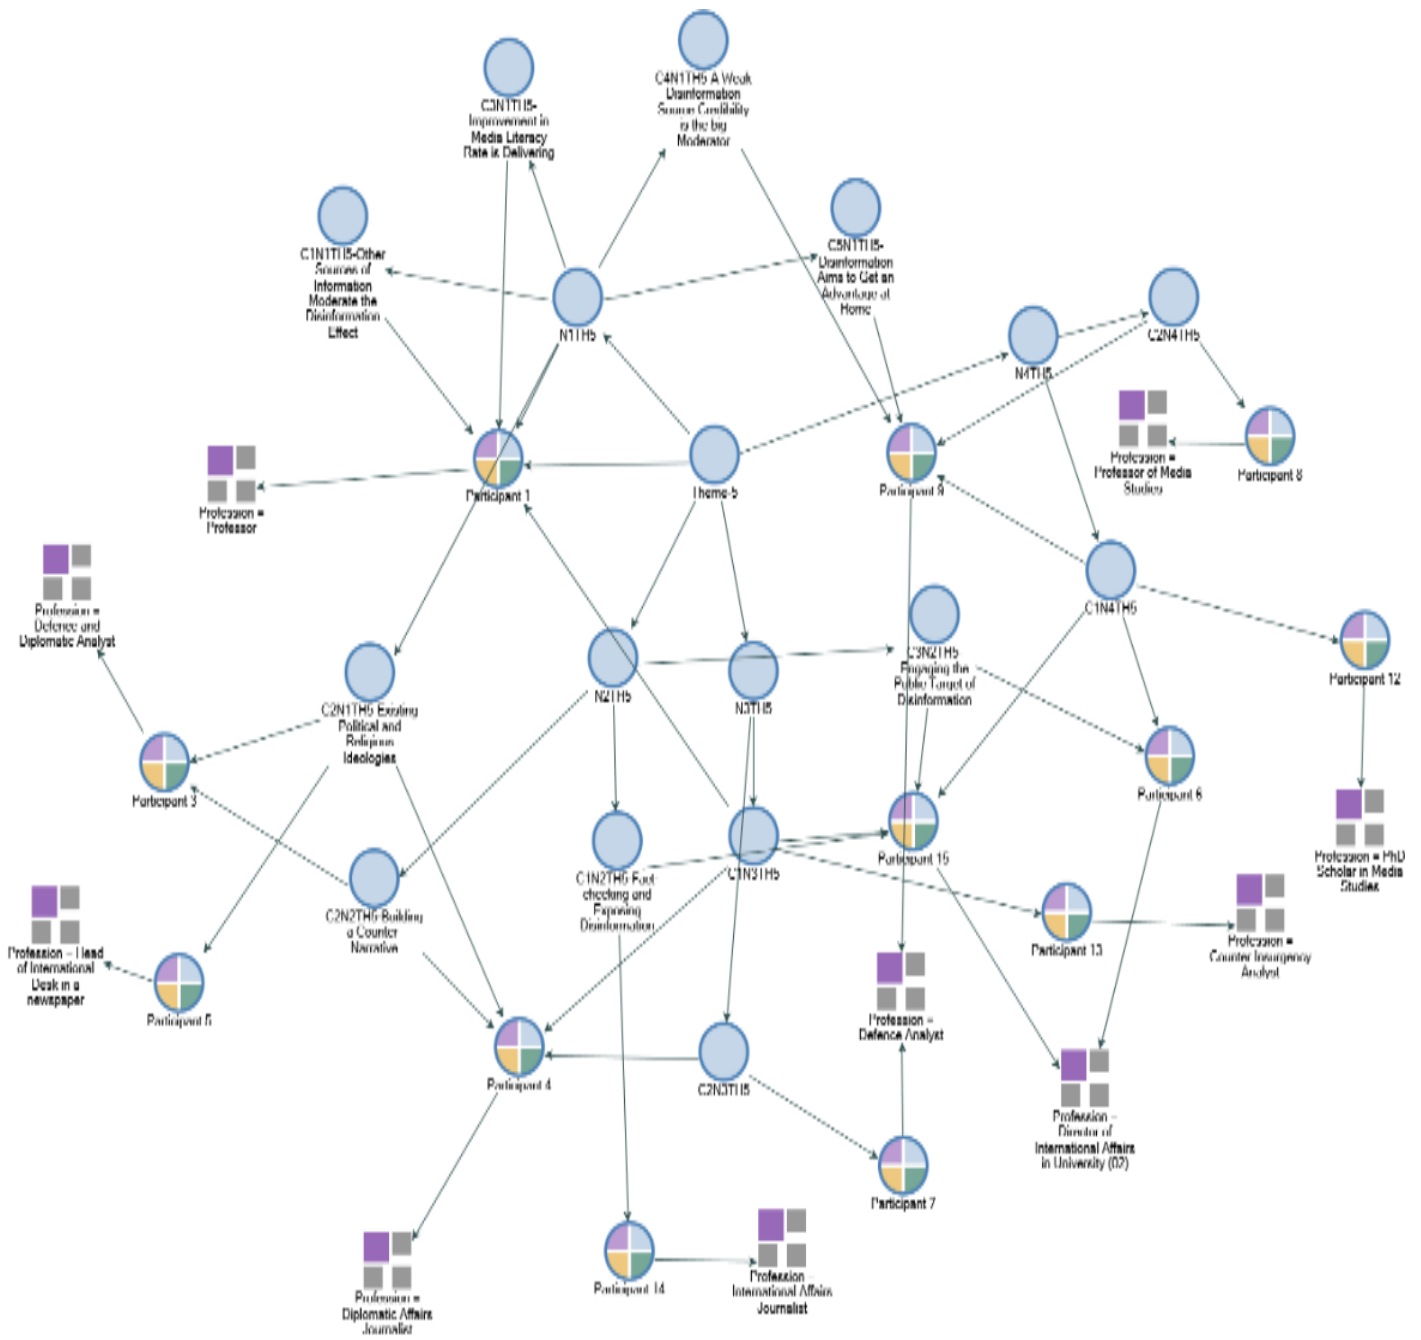 C3N1TH5-
Improvement in
Media Literacy
Rate is Delivering
C4N1TH5 A Weak
Disinformation
Source Credibility
is the big
Moderator
C1N1TH5-Other
Sources of
Information
Moderate the
Disinformation
Effect
N1TH5
C5N1TH5-
Disinformation
Aims to Get an
Advantage at
Home
N4TH5
C2N4TH5
Profession =
Professor
Participant 1
Theme-5
Participant 9
Profession =
Professor of Media
Studies
Participant 8
Profession =
Defence and
Diplomatic Analyst
C1N4TH5
Participant 12
C2N1TH5 Existing
Political and
Religious
Ideologies
N2TH5
N3TH5
C3N2TH5
Engaging the
Public Target of
Disinformation
Participant 3
Participant 6
C2N2TH5-Building
a Counter
Narrative
C1N2TH5 Fact-
checking and
Exposing
Disinformation
C1N3TH5
Participant 15
Profession = PhD
Scholar in Media
Studies
Profession = Head
of International
Desk in a
newspaper
Participant 5
Participant 13
Profession =
Counter Insurgency
Analyst
Profession =
Defence Analyst
Participant 4
C2N3TH5
Profession =
Director of
International Affairs
in University (02)
Participant 7
Profession =
Diplomatic Affairs
Journalist
Participant 14
Profession =
International Affairs
Journalist